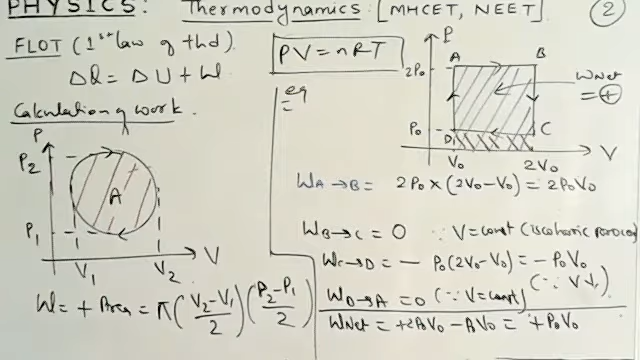 PHYSICS: Thermodynamics: [MHCET, NEET] 2
FLOT (1st law of thd).
ΔQ = ΔU + W
Calculation of work.
P
P2
P1
A
V1
V2
V
W = + Area = π (V2-V1/2) (P2-P1/2)
PV = nRT
eg
P
A
B
2P0
WNet = +
P0
D
C
V0
2V0
V
WA→B = 2P0 × (2V0 - V0) = 2P0V0
WB→C = 0 ∵ V = const (isochoric process)
WC→D = - P0(2V0 - V0) = - P0V0
(∵ V↓)
WD→A = 0 (∵ V = const)
WNet = +2P0V0 - P0V0 = + P0V0